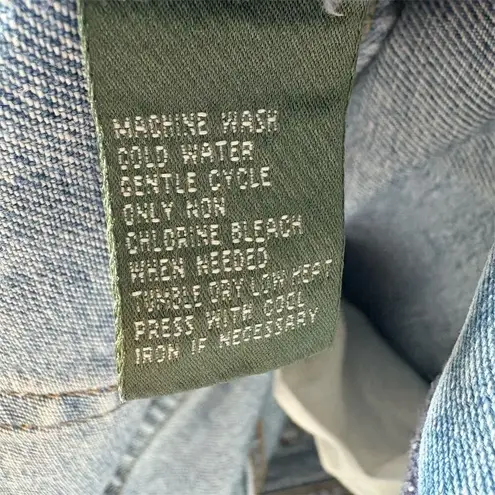 MACHINE WASH
COLD WATER
GENTLE CYCLE
ONLY NON
CHLORINE BLEACH
WHEN NEEDED
TUMBLE DRY LOW HEAT
PRESS WITH COOL
IRON IF NECESSARY